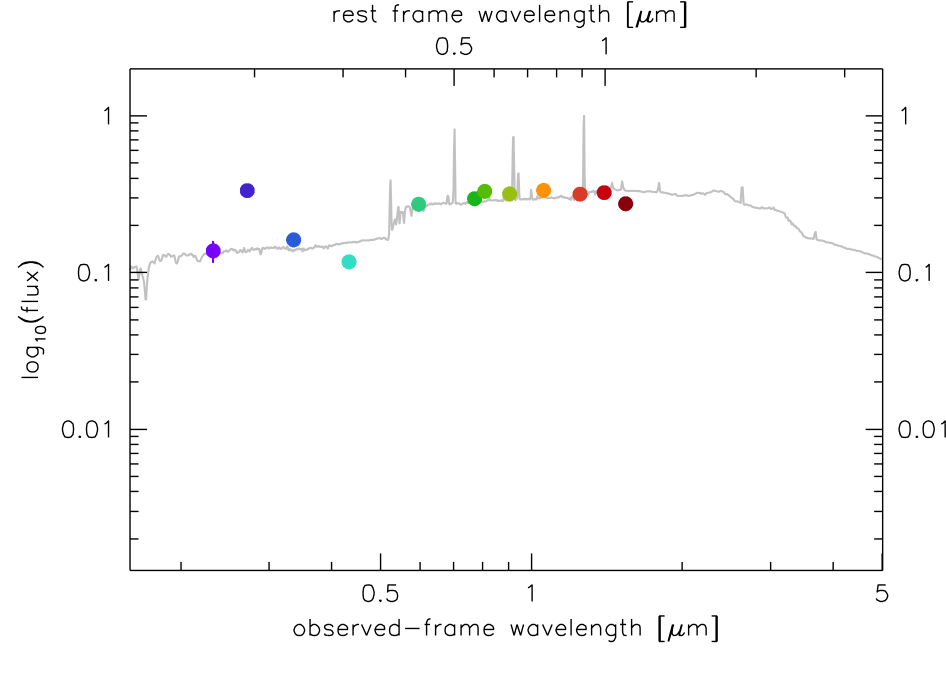 rest frame wavelength [μm]
0.5 1
1 1
0.1 0.1
0.01 0.01
log10(flux)
0.5 1 5
observed-frame wavelength [μm]